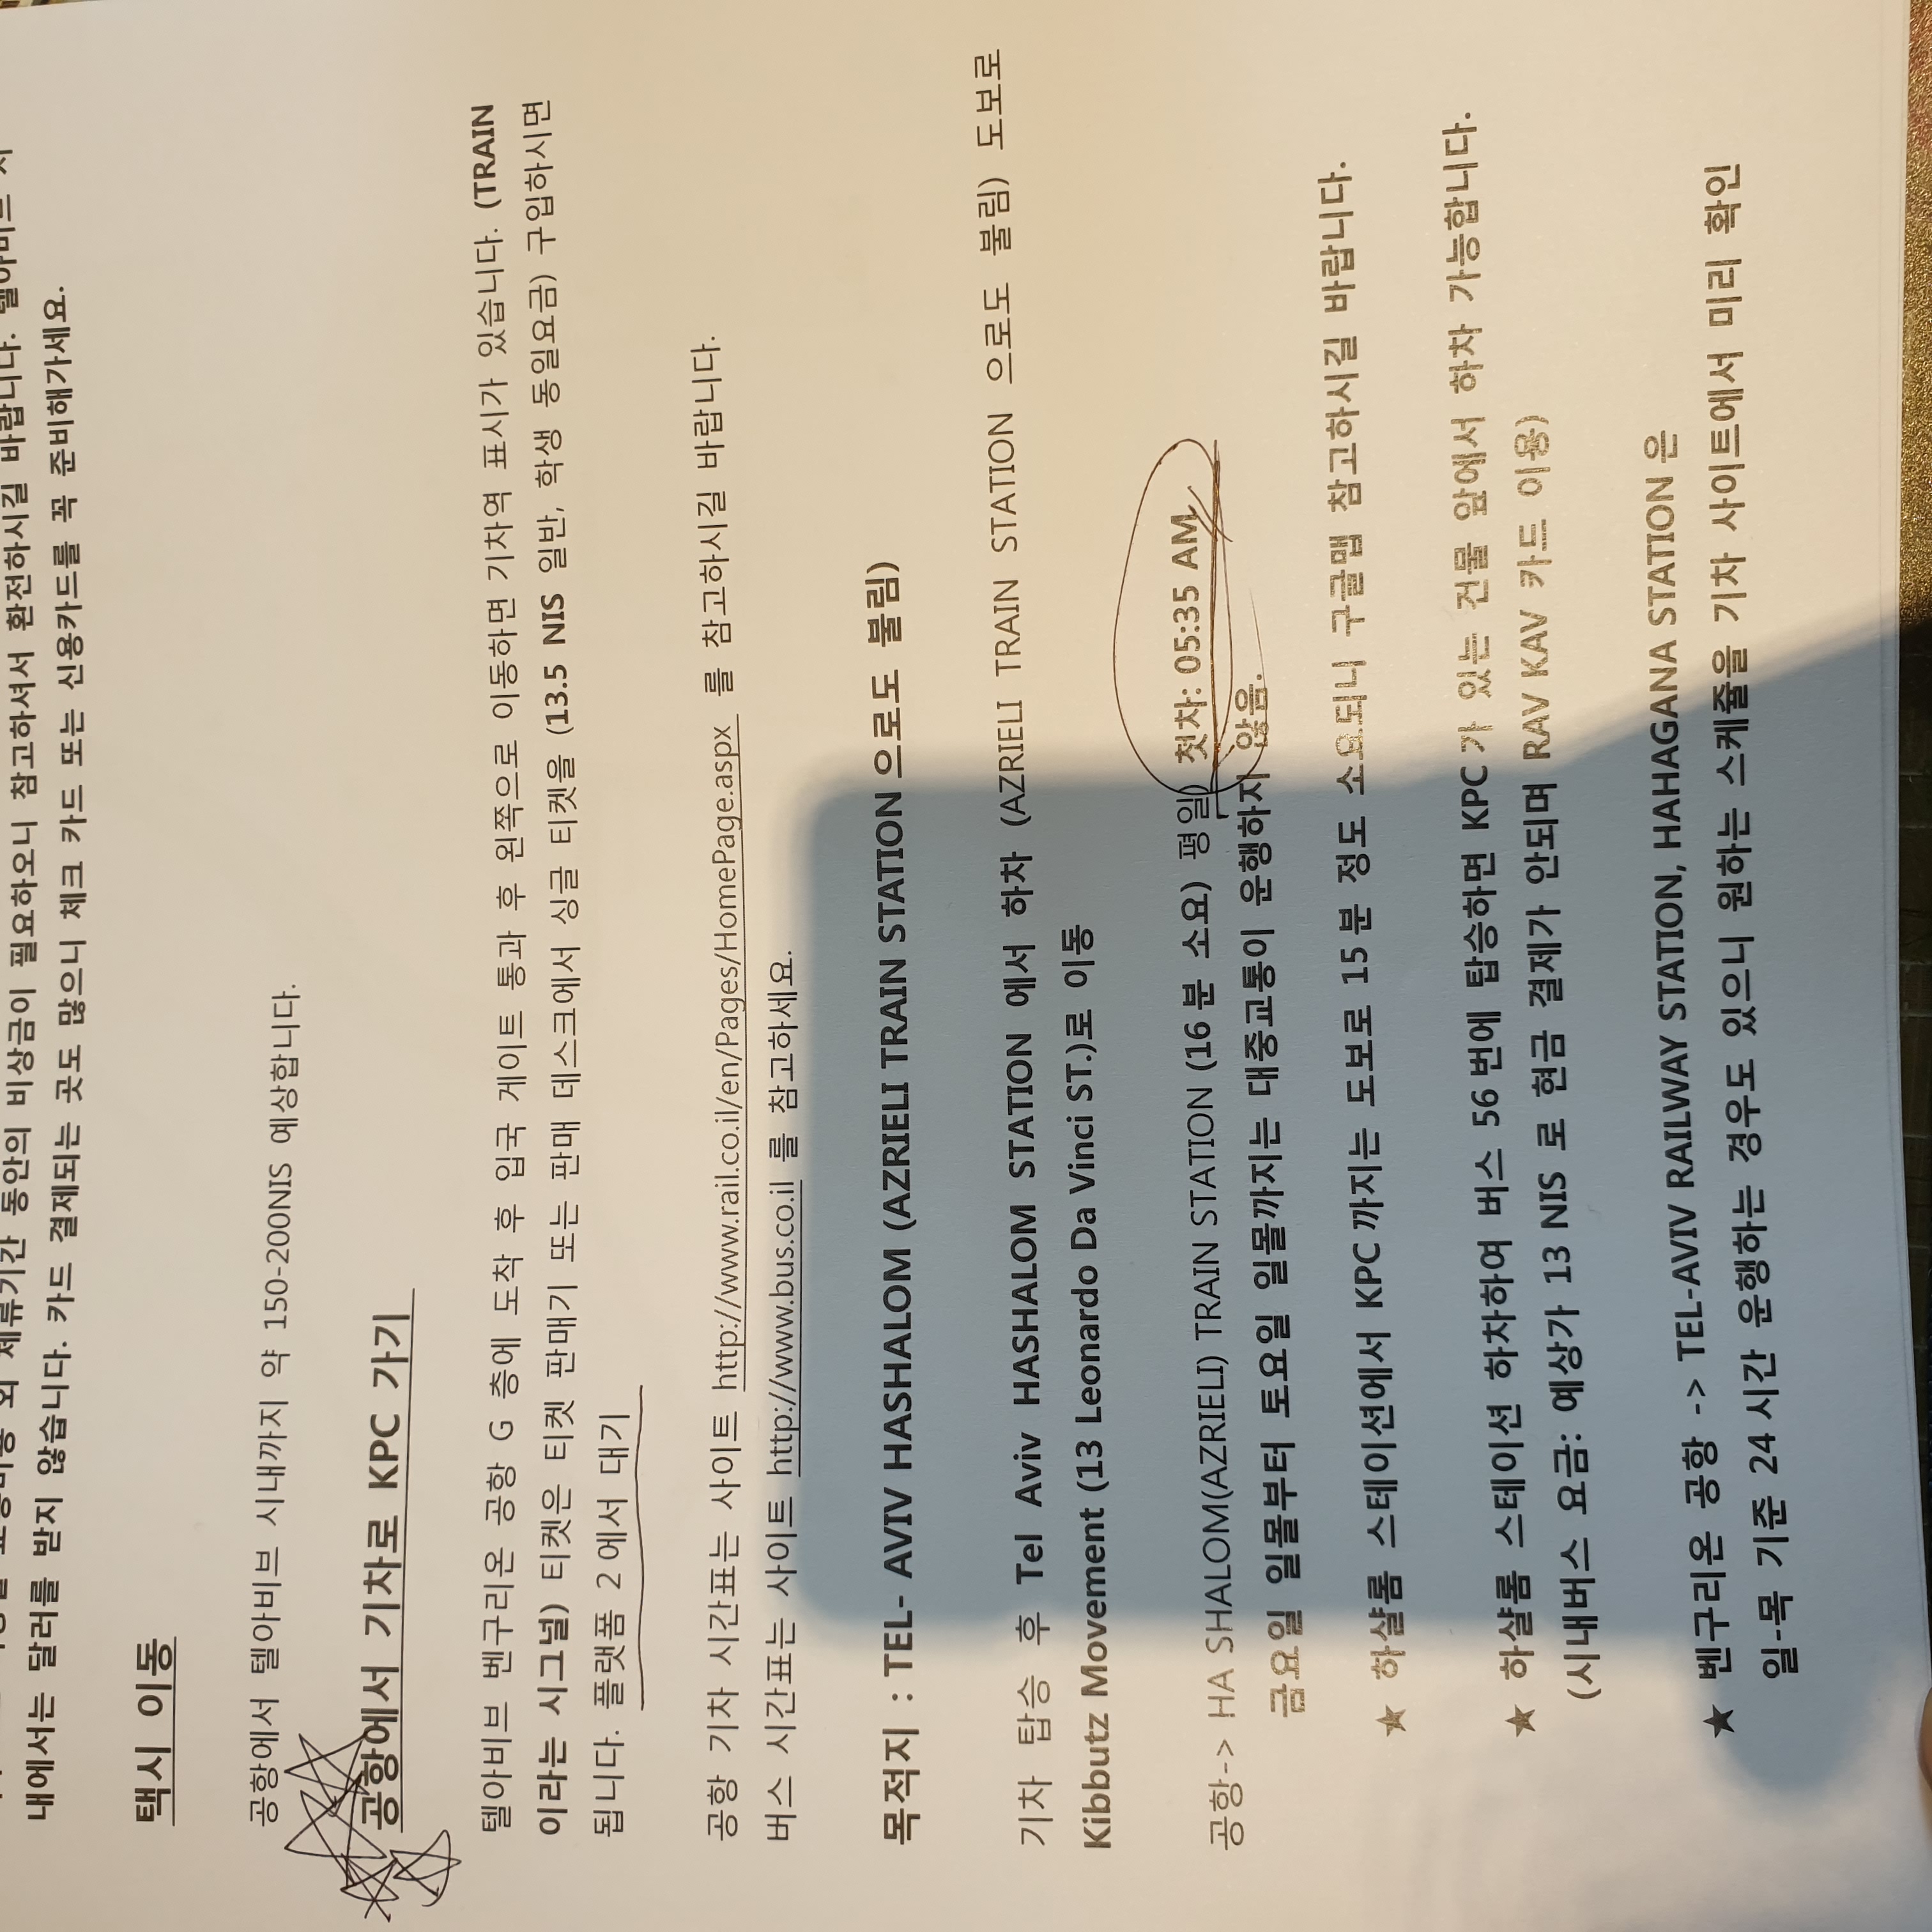 외 체류기간 동안의 비상금이 필요하오니 참고하셔서 환전하시길 바랍니다. 텔아비브 시
내에서는 달러를 받지 않습니다. 카드 결제되는 곳도 많으니 체크 카드 또는 신용카드를 꼭 준비해가세요.
택시 이동
공항에서 텔아비브 시내까지 약 150-200NIS 예상합니다.
공항에서 기차로 KPC 가기
텔아비브 벤구리온 공항 G 층에 도착 후 입국 게이트 통과 후 왼쪽으로 이동하면 기차역 표시가 있습니다. (TRAIN
이라는 시그널) 티켓은 티켓 판매기 또는 판매 데스크에서 싱글 티켓을 (13.5 NIS 일반, 학생 동일요금) 구입하시면
됩니다. 플랫폼 2에서 대기
공항 기차 시간표는 사이트 http://www.rail.co.il/en/Pages/HomePage.aspx 를 참고하시길 바랍니다.
버스 시간표는 사이트 http://www.bus.co.il 를 참고하세요.
목적지 : TEL- AVIV HASHALOM (AZRIELI TRAIN STATION 으로도 불림)
기차 탑승 후 Tel Aviv HASHALOM STATION 에서 하차 (AZRIELI TRAIN STATION 으로도 불림) 도보로
Kibbutz Movement (13 Leonardo Da Vinci ST.)로 이동
공항-> HA SHALOM(AZRIELI) TRAIN STATION (16분 소요) 평일) 첫차: 05:35 AM
금요일 일몰부터 토요일 일몰까지는 대중교통이 운행하지 않음.
★ 하샬롬 스테이션에서 KPC까지는 도보로 15분 정도 소요되니 구글맵 참고하시길 바랍니다.
★ 하샬롬 스테이션 하차하여 버스 56번에 탑승하면 KPC가 있는 건물 앞에서 하차 가능합니다.
(시내버스 요금: 예상가 13 NIS 로 현금 결제가 안되며 RAV KAV 카드 이용)
★ 벤구리온 공항 -> TEL-AVIV RAILWAY STATION, HAHAGANA STATION 은
일-목 기준 24시간 운행하는 경우도 있으니 원하는 스케쥴을 기차 사이트에서 미리 확인